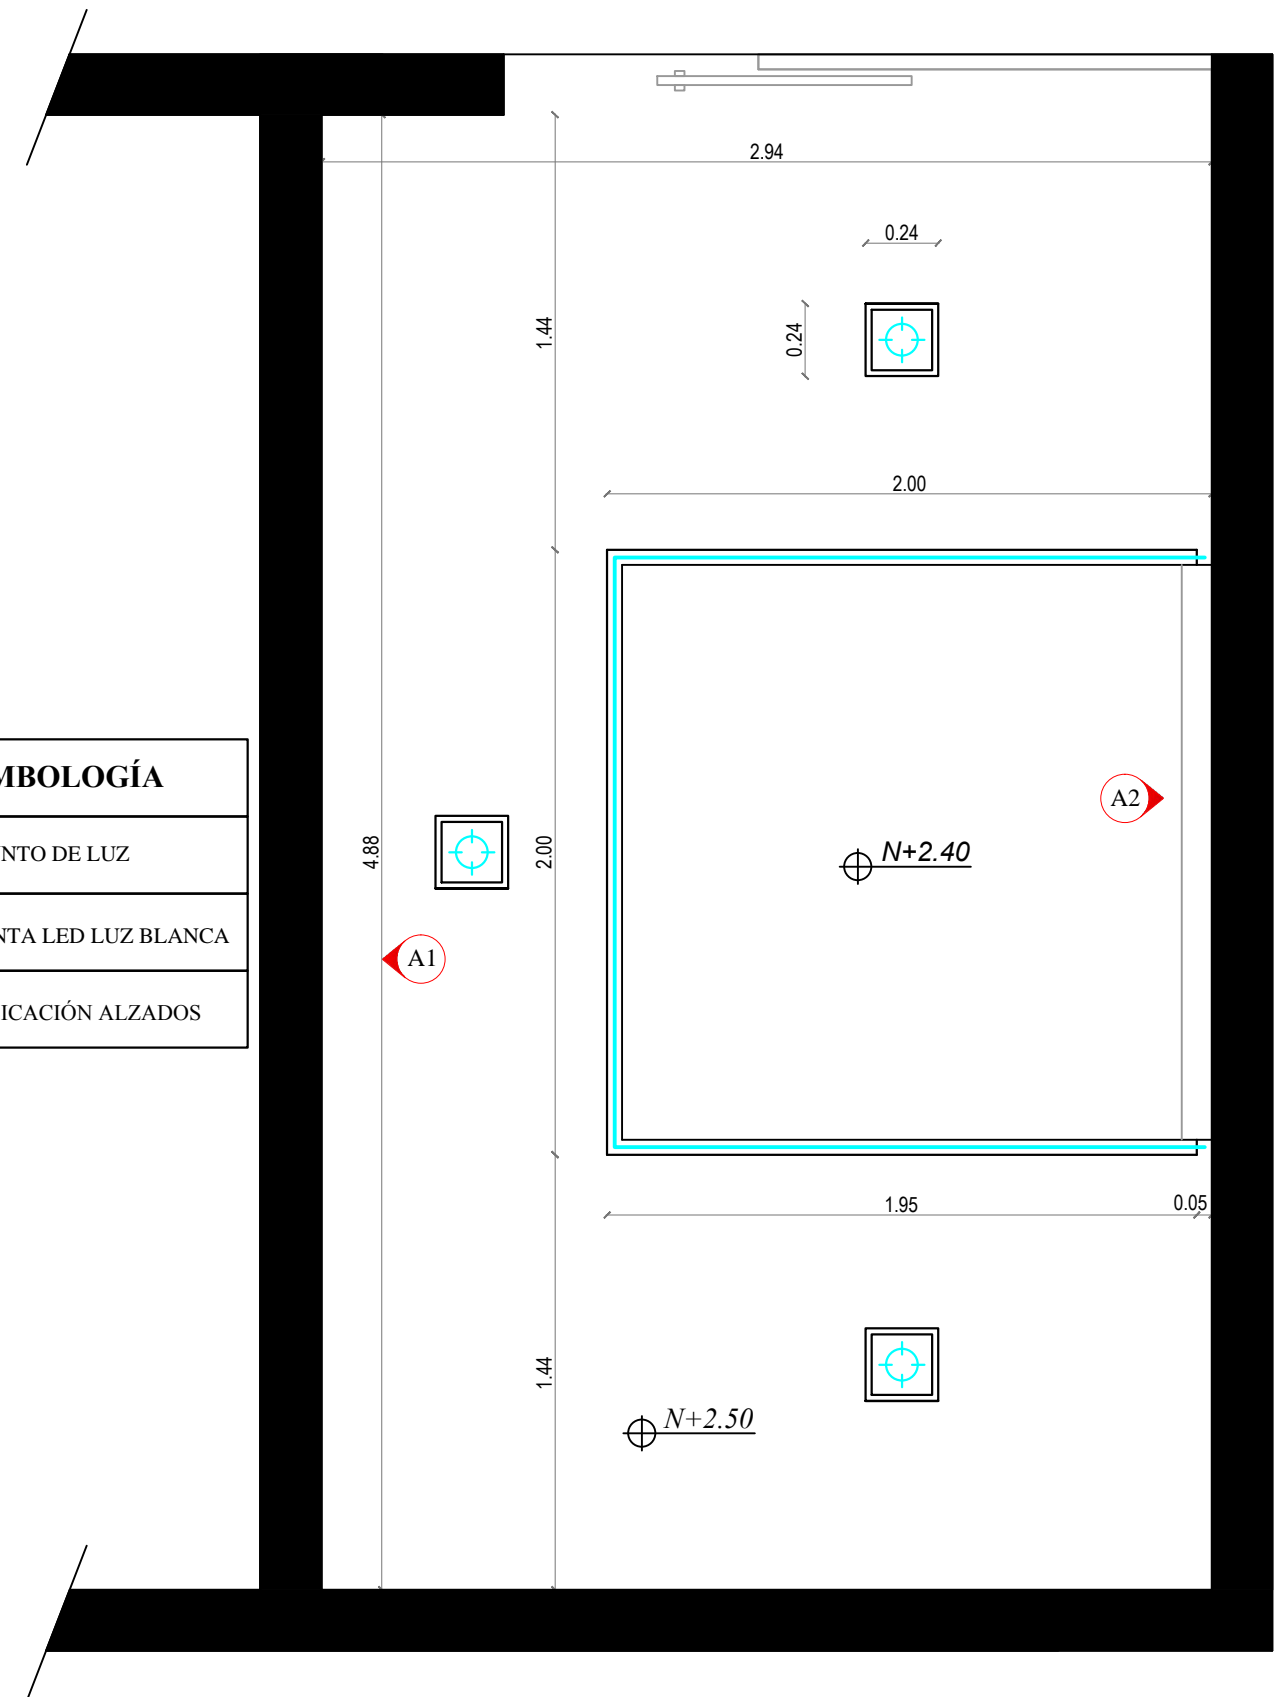 2.94
0.24
0.24
1.44
2.00
MBOLOGÍA
NTO DE LUZ
NTA LED LUZ BLANCA
ICACIÓN ALZADOS
4.88
2.00
A2
N+2.40
A1
1.95
0.05
1.44
N+2.50